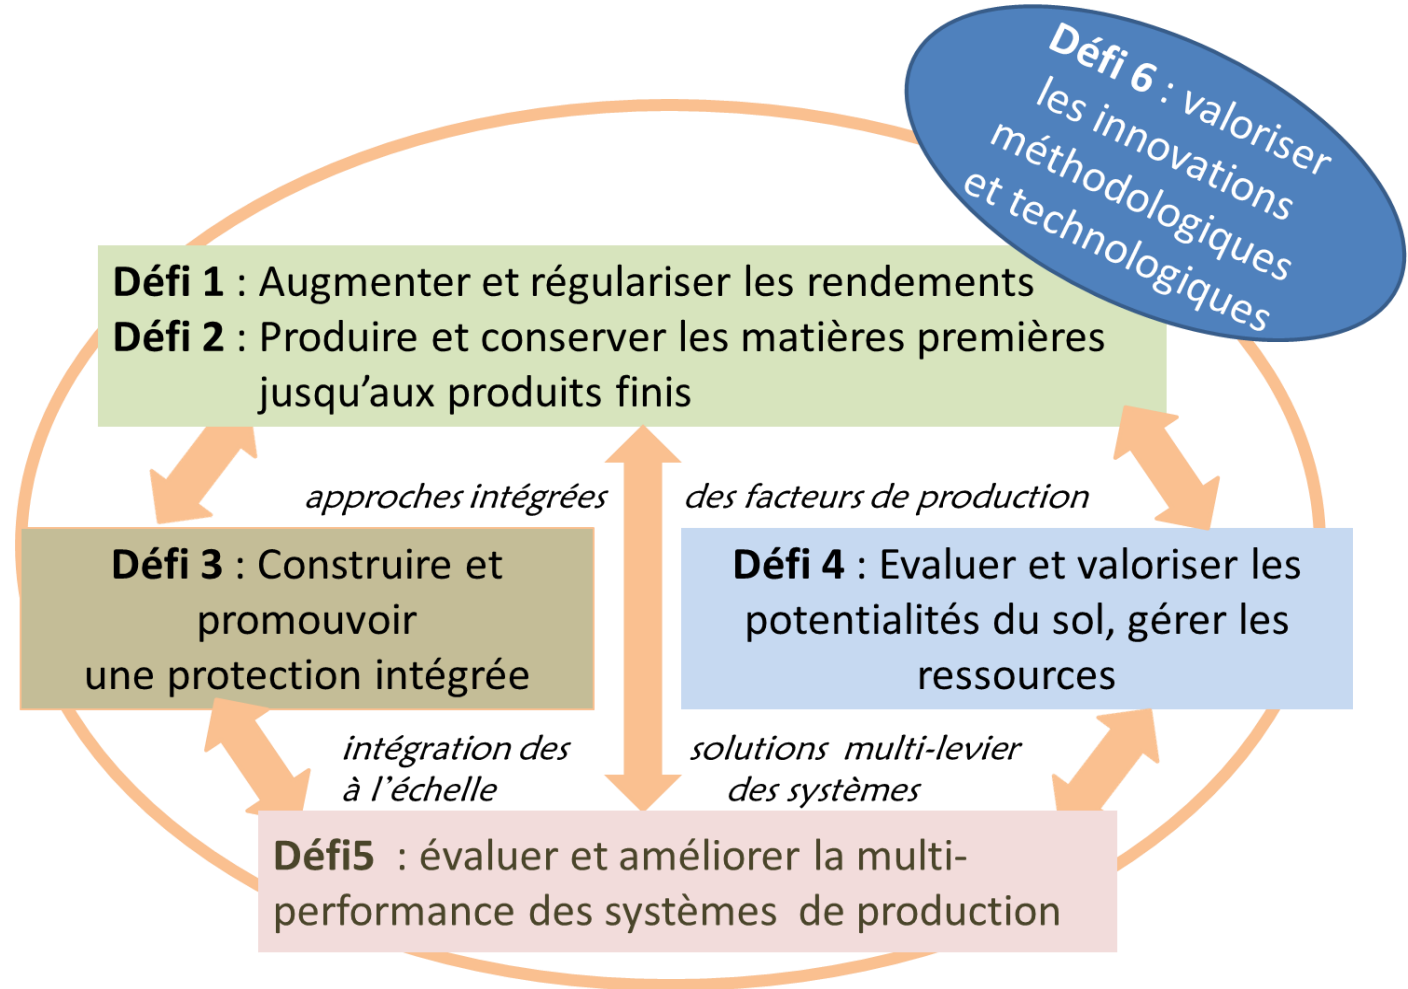 Défi 6 : valoriser
les innovations
méthodologiques
et technologiques
Défi 1 : Augmenter et régulariser les rendements
Défi 2 : Produire et conserver les matières premières
jusqu’aux produits finis
approches intégrées des facteurs de production
Défi 3 : Construire et
promouvoir
une protection intégrée
Défi 4 : Evaluer et valoriser les
potentialités du sol, gérer les
ressources
intégration des solutions multi-levier
à l’échelle des systèmes
Défi5 : évaluer et améliorer la multi-
performance des systèmes de production